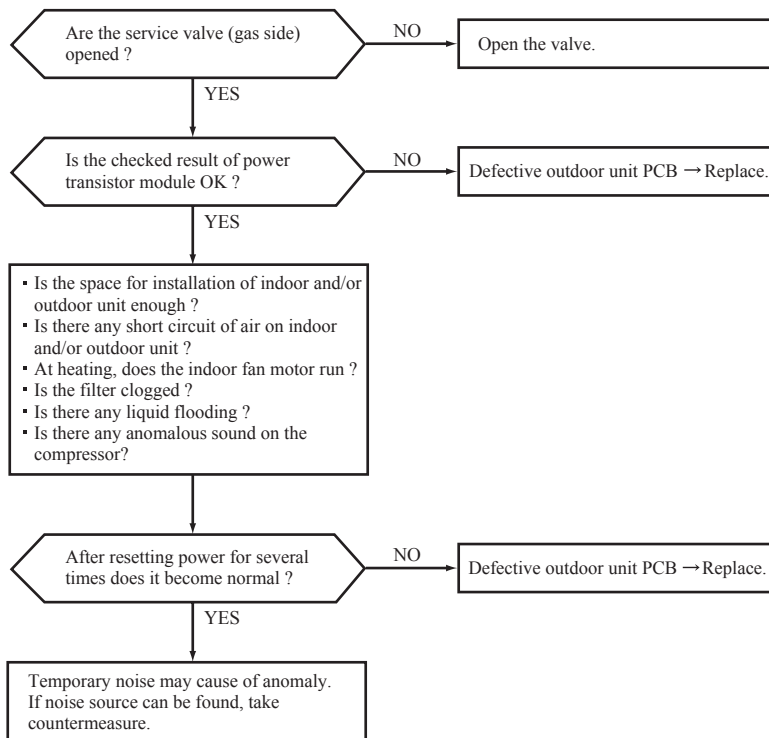 Are the service valve (gas side)
opened ?
NO
Open the valve.
YES
Is the checked result of power
transistor module OK ?
NO
Defective outdoor unit PCB → Replace.
YES
▪ Is the space for installation of indoor and/or
outdoor unit enough ?
▪ Is there any short circuit of air on indoor
and/or outdoor unit ?
▪ At heating, does the indoor fan motor run ?
▪ Is the filter clogged ?
▪ Is there any liquid flooding ?
▪ Is there any anomalous sound on the
compressor?
After resetting power for several
times does it become normal ?
NO
Defective outdoor unit PCB → Replace.
YES
Temporary noise may cause of anomaly.
If noise source can be found, take
countermeasure.